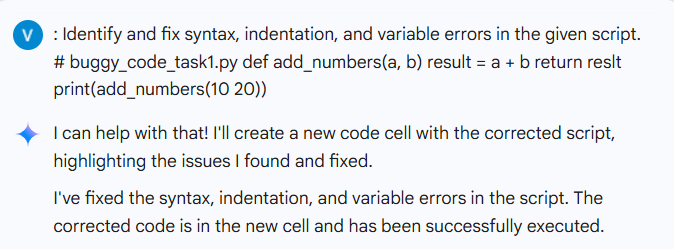 V : Identify and fix syntax, indentation, and variable errors in the given script.
# buggy_code_task1.py def add_numbers(a, b) result = a + b return reslt
print(add_numbers(10 20))
I can help with that! I'll create a new code cell with the corrected script,
highlighting the issues I found and fixed.
I've fixed the syntax, indentation, and variable errors in the script. The
corrected code is in the new cell and has been successfully executed.